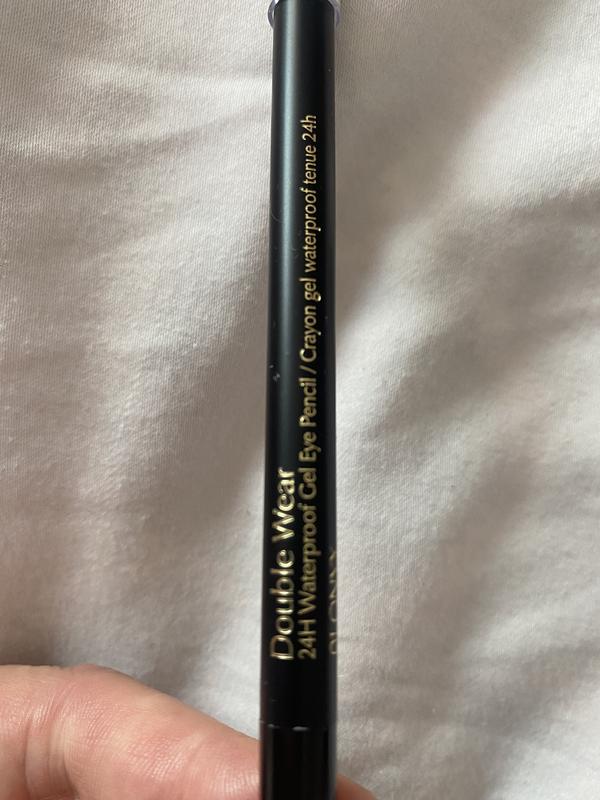 Double Wear
24H Waterproof Gel Eye Pencil / Crayon gel waterproof tenue 24h